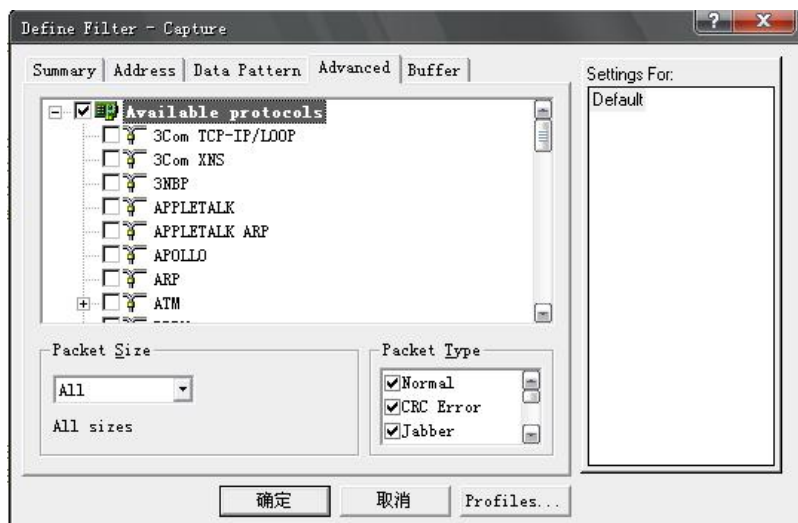 Define Filter - Capture
Summary Address Data Pattern Advanced Buffer
Settings For:
Default
Available protocols
3Com TCP-IP/LOOP
3Com XNS
3NBP
APPLETALK
APPLETALK ARP
APOLLO
ARP
ATM
Packet Size
All
All sizes
Packet Type
Normal
CRC Error
Jabber
确定 取消 Profiles...